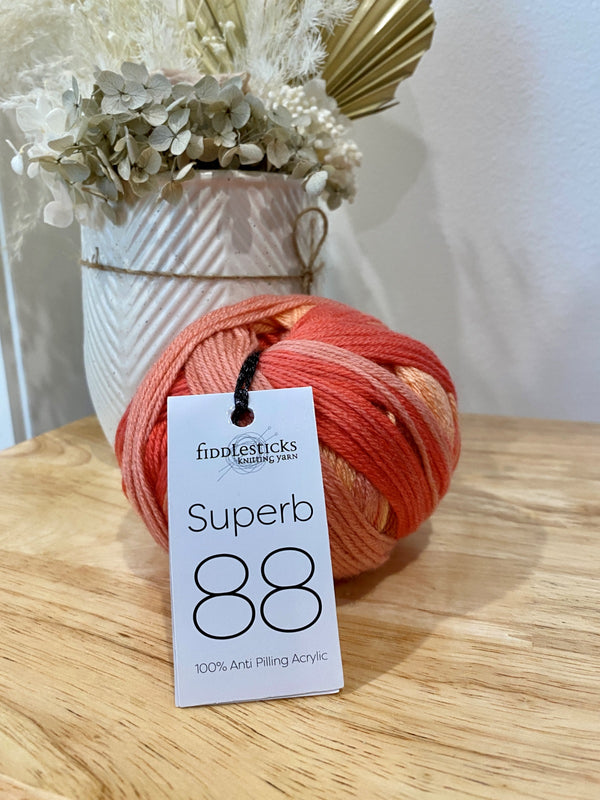 fiddlesticks
knitting yarn
Superb
88
100% Anti Pilling Acrylic